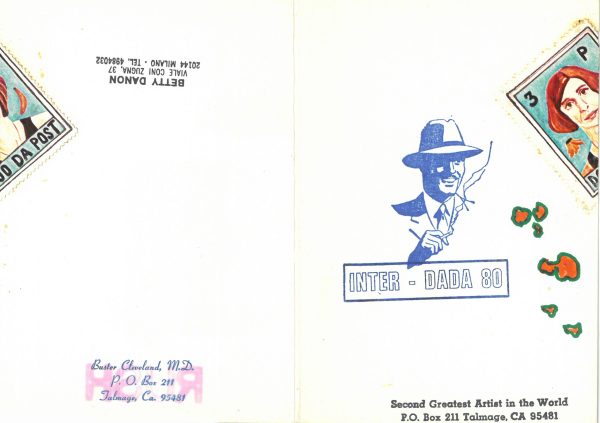 BETTY DANON
VIALE CONI ZUGNA, 37
20144 MILANO - TEL. 4984032
DA POST
Buster Cleveland, M.D.
P. O. Box 211
Talmage, Ca. 95481
3 P
INTER - DADA 80
Second Greatest Artist in the World
P.O. Box 211 Talmage, CA 95481